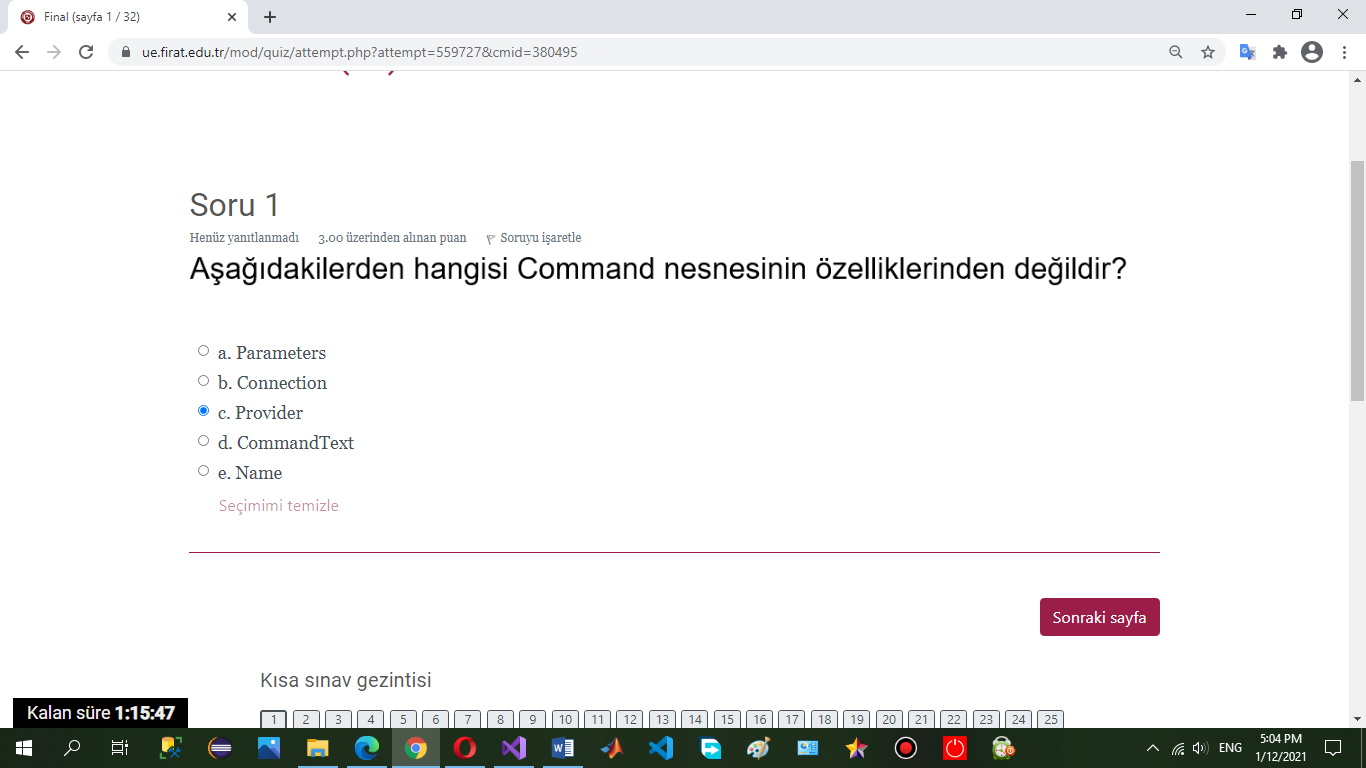 Final (sayfa 1 / 32)
ue.firat.edu.tr/mod/quiz/attempt.php?attempt=559727&cmid=380495
Soru 1
Henüz yanıtlanmadı 3.00 üzerinden alınan puan Soruyu işaretle
Aşağıdakilerden hangisi Command nesnesinin özelliklerinden değildir?
a. Parameters
b. Connection
c. Provider
d. CommandText
e. Name
Seçimimi temizle
Sonraki sayfa
Kısa sınav gezintisi
Kalan süre 1:15:47
1 2 3 4 5 6 7 8 9 10 11 12 13 14 15 16 17 18 19 20 21 22 23 24 25
ENG
5:04 PM
1/12/2021